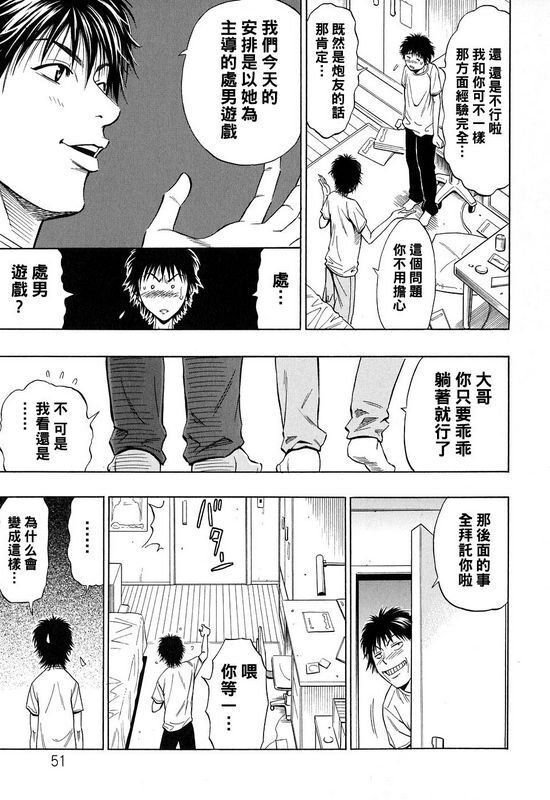 還 還是不行啦
我和你可不一樣
那方面經驗完全…
既然是炮友的話
那肯定…
這個問題
你不用擔心
我們今天的
安排是以她為
主導的處男遊戲
處…
處男
遊戲？
大哥
你只要乖乖
躺著就行了
不 可是
我看還是
……
那後面的事
全拜託你啦
バタン
喂
你等一…
……
為什么會
變成這樣…
51